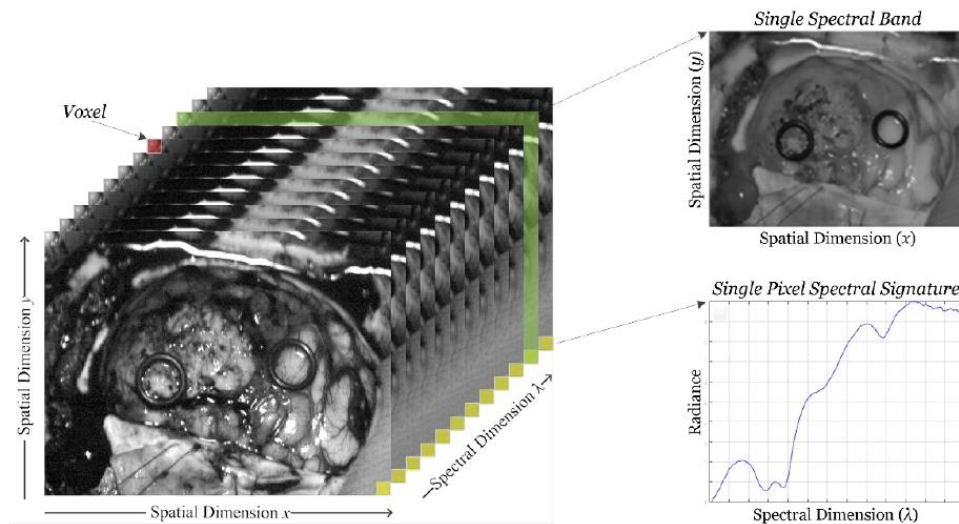 Single Spectral Band
Voxel
Spatial Dimension (y)
Spatial Dimension (x)
Single Pixel Spectral Signature
Spatial Dimension y
Spectral Dimension λ
Radiance
Spatial Dimension x
Spectral Dimension (λ)